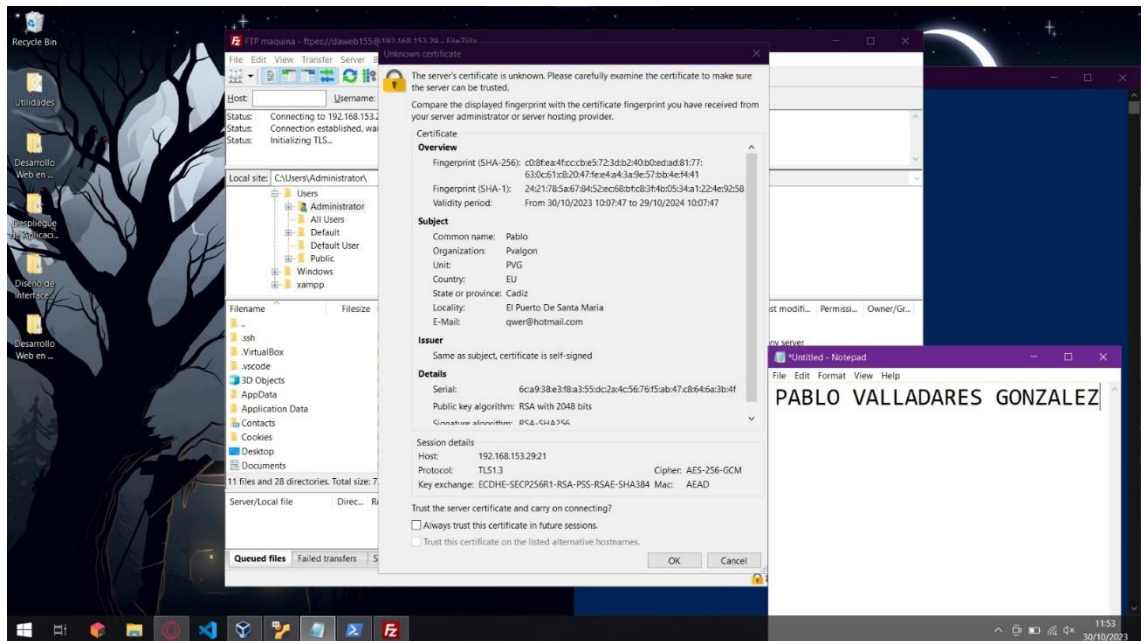 Recycle Bin
Utilidades
Desarrollo
Web en ...
Despliegue
de Aplicaci...
Diseño de
Interface...
Desarrollo
Web en ...
FTP maquina - ftpes://daweb155@192.168.153.29 - FileZilla
File Edit View Transfer Server
Host: Username:
Status: Connecting to 192.168.153.2
Status: Connection established, wai
Status: Initializing TLS...
Local site: C:\Users\Administrator\
Users
Administrator
All Users
Default
Default User
Public
Windows
xampp
Filename Filesize
..
.ssh
.VirtualBox
.vscode
3D Objects
AppData
Application Data
Contacts
Cookies
Desktop
Documents
11 files and 28 directories. Total size: 7
Server/Local file Direc... R
Queued files Failed transfers S
Unknown certificate
The server's certificate is unknown. Please carefully examine the certificate to make sure
the server can be trusted.
Compare the displayed fingerprint with the certificate fingerprint you have received from
your server administrator or server hosting provider.
Certificate
Overview
Fingerprint (SHA-256): c0:8f:ea:4f:cc:cb:e5:72:3d:b2:40:b0:ed:ad:81:77:
63:0c:61:c8:20:47:fe:e4:a4:3a:9e:57:bb:4e:f4:41
Fingerprint (SHA-1): 24:21:78:5a:67:84:52:ec:68:bf:c8:3f:4b:05:34:a1:22:4e:92:58
Validity period: From 30/10/2023 10:07:47 to 29/10/2024 10:07:47
Subject
Common name: Pablo
Organization: Pvalgon
Unit: PVG
Country: EU
State or province: Cadiz
Locality: El Puerto De Santa Maria
E-Mail: qwer@hotmail.com
Issuer
Same as subject, certificate is self-signed
Details
Serial: 6c:a9:38:e3:f8:a3:55:dc:2a:4c:56:76:f5:ab:47:c8:64:6a:3b:4f
Public key algorithm: RSA with 2048 bits
Signature algorithm: RSA-SHA256
Session details
Host: 192.168.153.29:21
Protocol: TLS1.3 Cipher: AES-256-GCM
Key exchange: ECDHE-SECP256R1-RSA-PSS-RSAE-SHA384 Mac: AEAD
Trust the server certificate and carry on connecting?
Always trust this certificate in future sessions.
Trust this certificate on the listed alternative hostnames.
OK Cancel
st modifi... Permissi... Owner/Gr...
ny server
*Untitled - Notepad
File Edit Format View Help
PABLO VALLADARES GONZALEZ
11:53
30/10/2023